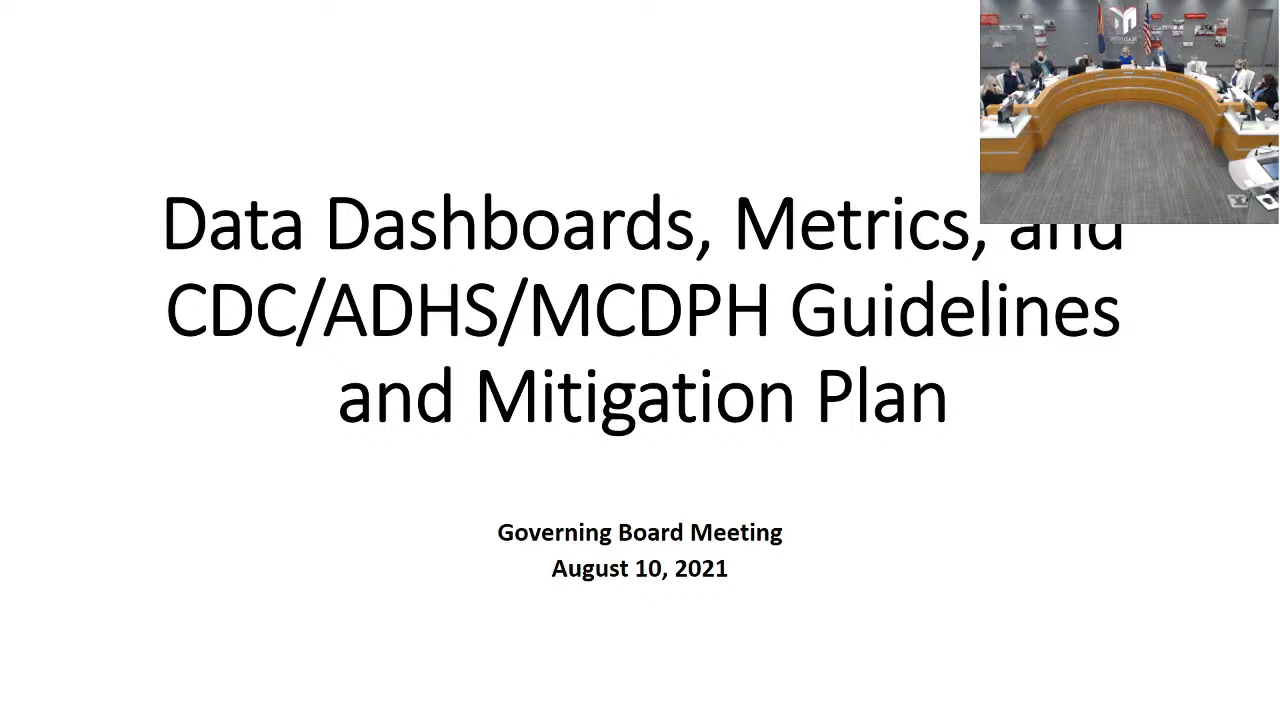 Data Dashboards, Metrics, and
CDC/ADHS/MCDPH Guidelines
and Mitigation Plan
Governing Board Meeting
August 10, 2021